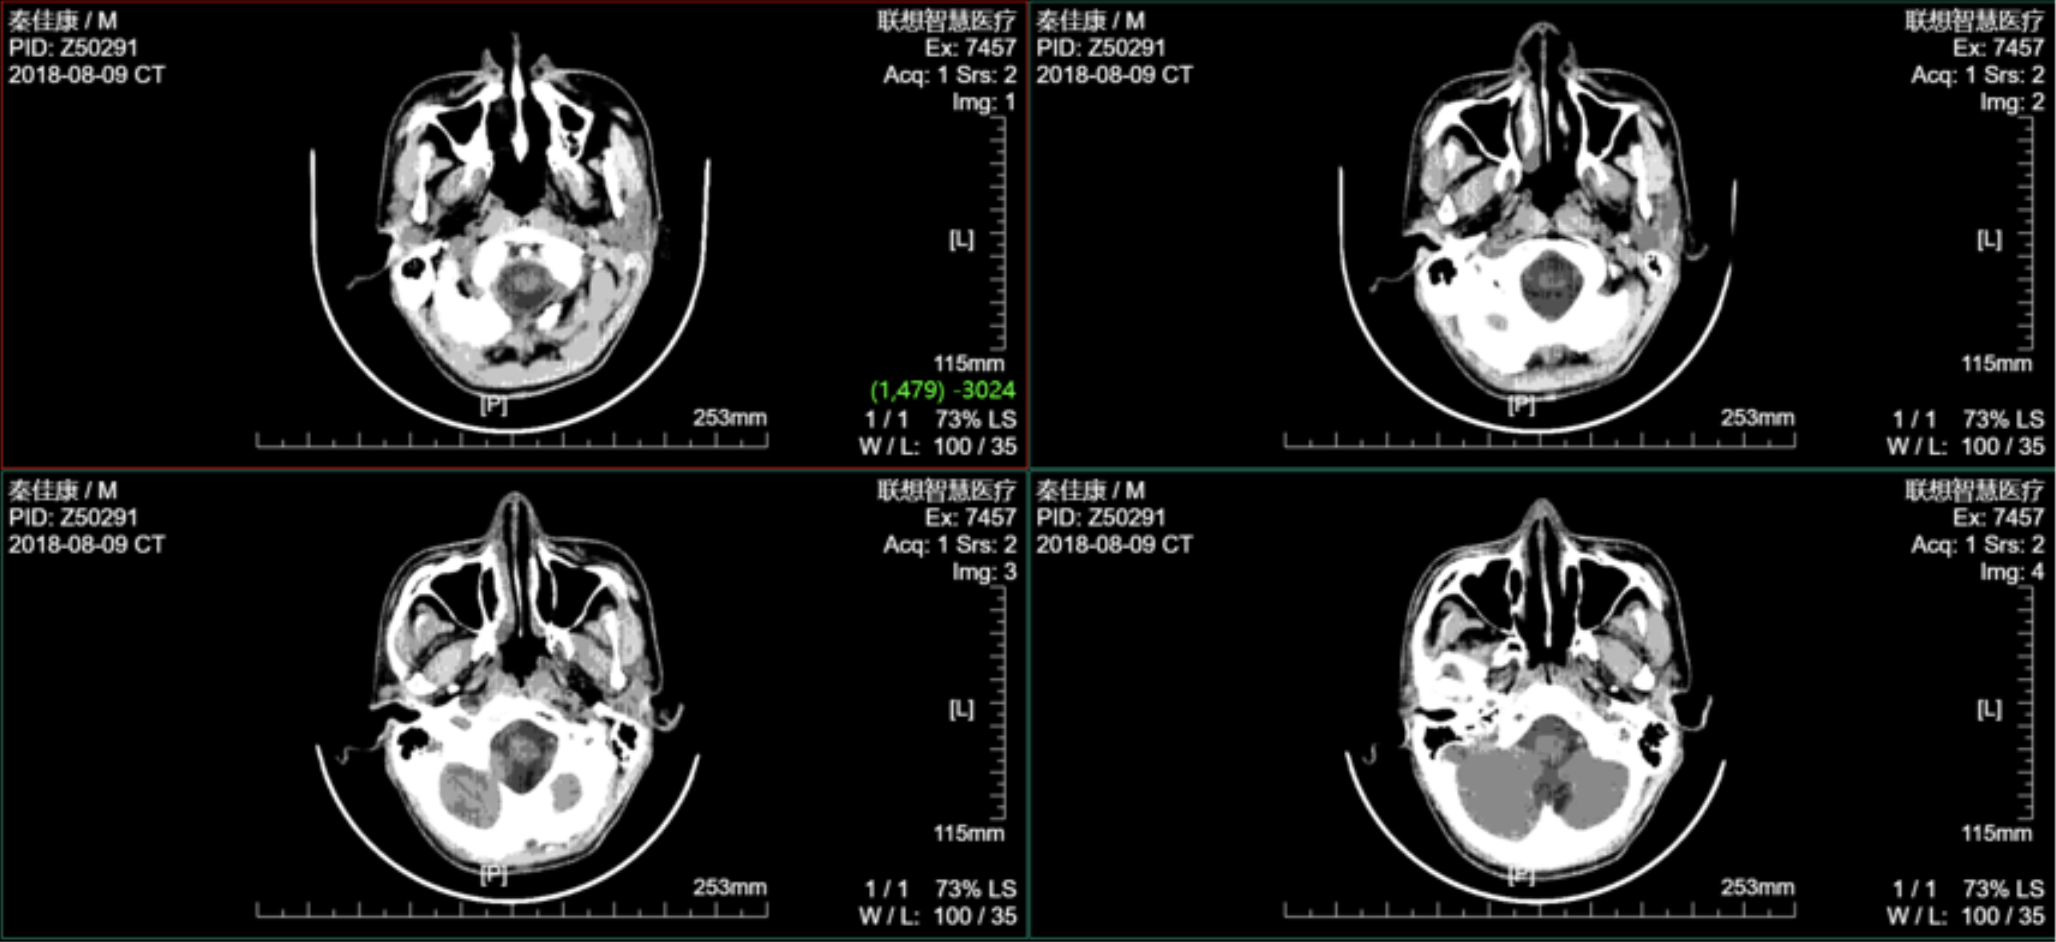 秦佳康 / M
PID: Z50291
2018-08-09 CT
联想智慧医疗
Ex: 7457
Acq: 1 Srs: 2
Img: 1
[L]
115mm
(1,479) -3024
[P]
253mm
1 / 1 73% LS
W / L: 100 / 35
秦佳康 / M
PID: Z50291
2018-08-09 CT
联想智慧医疗
Ex: 7457
Acq: 1 Srs: 2
Img: 2
[L]
115mm
[P]
253mm
1 / 1 73% LS
W / L: 100 / 35
秦佳康 / M
PID: Z50291
2018-08-09 CT
联想智慧医疗
Ex: 7457
Acq: 1 Srs: 2
Img: 3
[L]
115mm
[P]
253mm
1 / 1 73% LS
W / L: 100 / 35
秦佳康 / M
PID: Z50291
2018-08-09 CT
联想智慧医疗
Ex: 7457
Acq: 1 Srs: 2
Img: 4
[L]
115mm
[P]
253mm
1 / 1 73% LS
W / L: 100 / 35